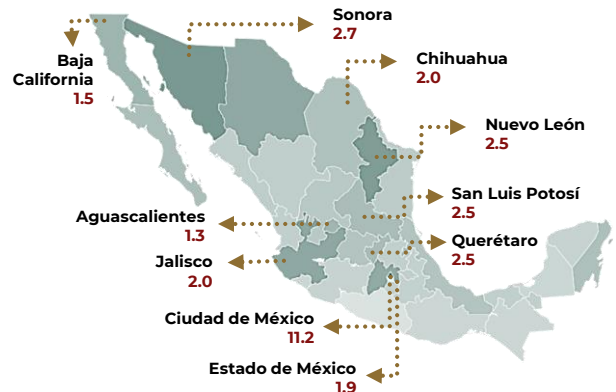 Sonora
2.7
Baja
California
1.5
Chihuahua
2.0
Nuevo León
2.5
San Luis Potosí
2.5
Aguascalientes
1.3
Querétaro
2.5
Jalisco
2.0
Ciudad de México
11.2
Estado de México
1.9